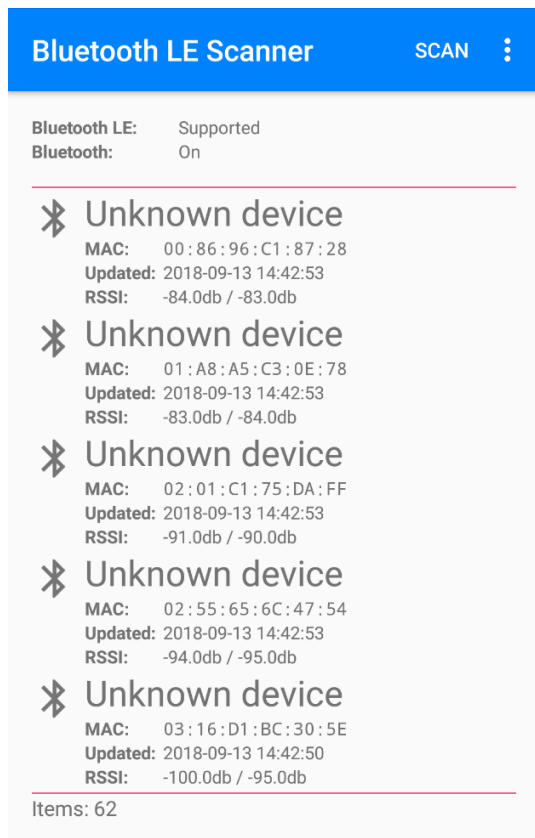 Bluetooth LE Scanner SCAN
Bluetooth LE: Supported
Bluetooth: On
Unknown device
MAC: 00:86:96:C1:87:28
Updated: 2018-09-13 14:42:53
RSSI: -84.0db / -83.0db
Unknown device
MAC: 01:A8:A5:C3:0E:78
Updated: 2018-09-13 14:42:53
RSSI: -83.0db / -84.0db
Unknown device
MAC: 02:01:C1:75:DA:FF
Updated: 2018-09-13 14:42:53
RSSI: -91.0db / -90.0db
Unknown device
MAC: 02:55:65:6C:47:54
Updated: 2018-09-13 14:42:53
RSSI: -94.0db / -95.0db
Unknown device
MAC: 03:16:D1:BC:30:5E
Updated: 2018-09-13 14:42:50
RSSI: -100.0db / -95.0db
Items: 62